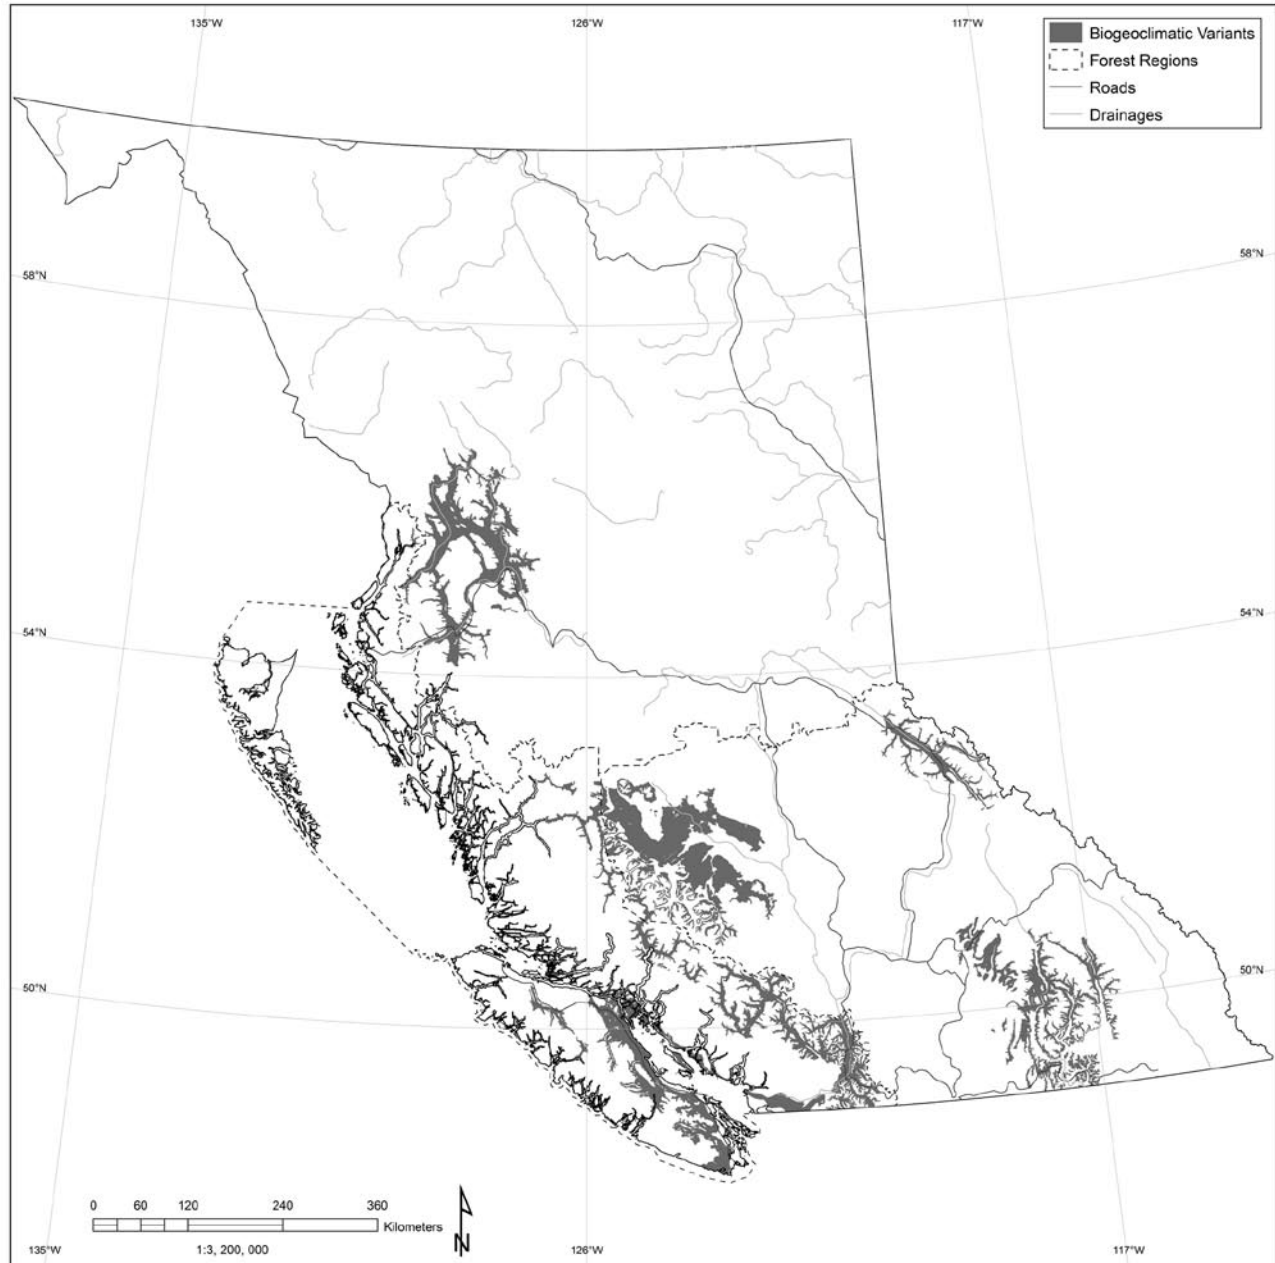 135°W
126°W
117°W
Biogeoclimatic Variants
Forest Regions
Roads
Drainages
58°N
58°N
54°N
54°N
50°N
50°N
0 60 120 240 360
Kilometers
1:3, 200, 000
N
135°W
126°W
117°W